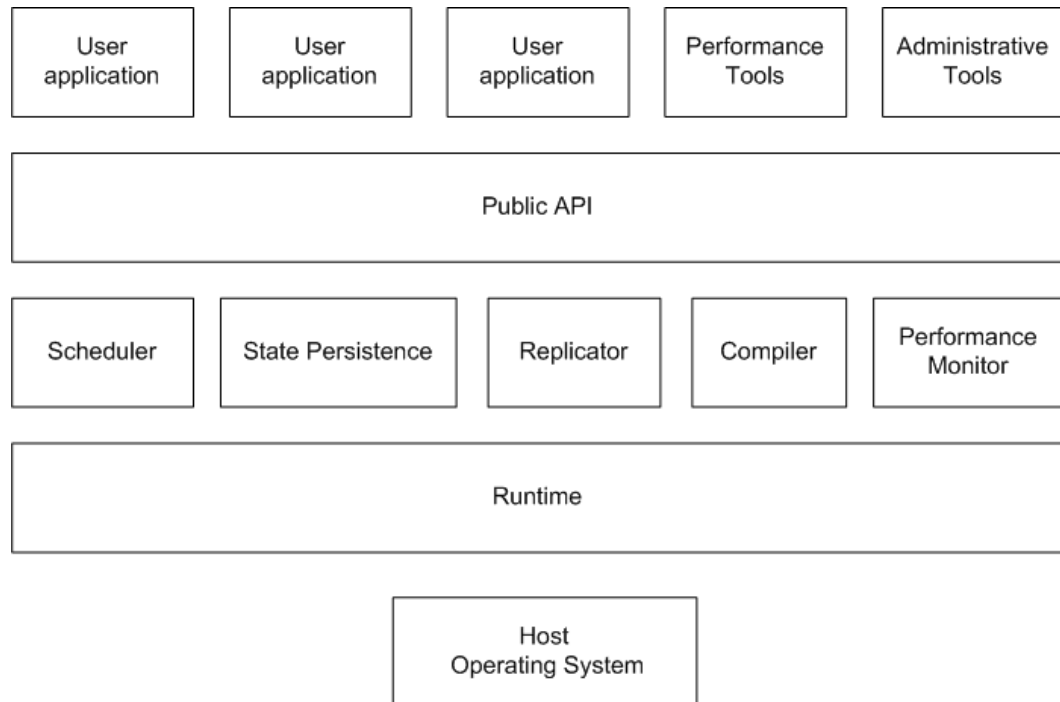 User
application
User
application
User
application
Performance
Tools
Administrative
Tools
Public API
Scheduler
State Persistence
Replicator
Compiler
Performance
Monitor
Runtime
Host
Operating System